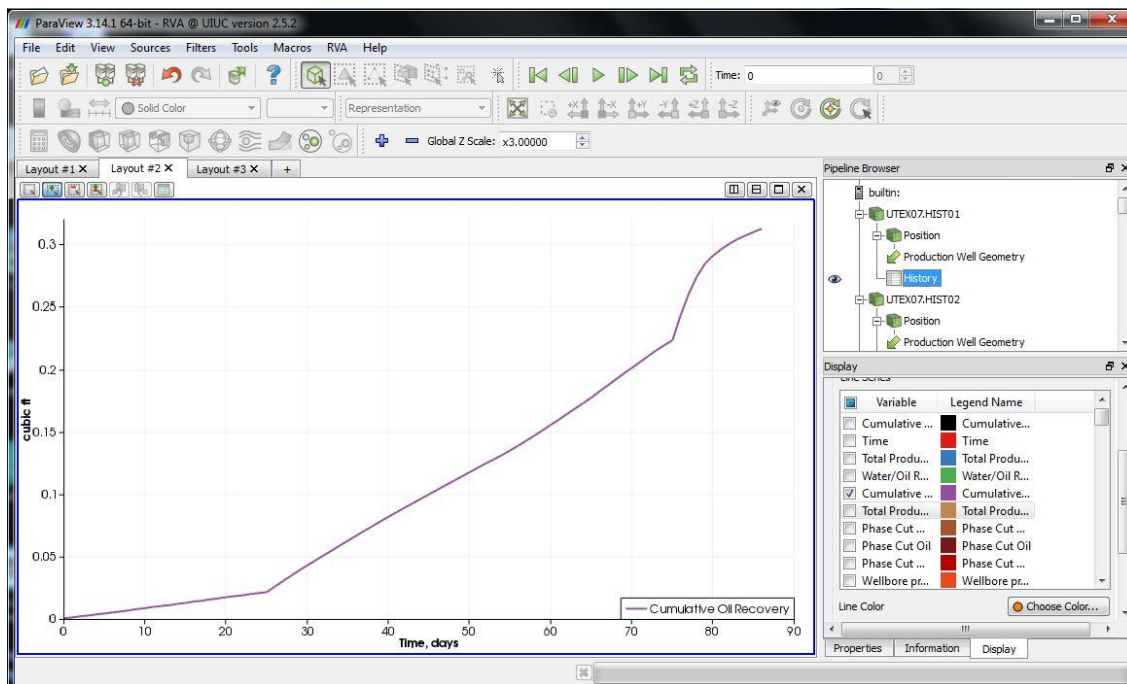 ParaView 3.14.1 64-bit - RVA @ UIUC version 2.5.2
File Edit View Sources Filters Tools Macros RVA Help
Time: 0 0
Solid Color Representation +X -X +Y -Y +Z -Z
Global Z Scale: x3.00000
Layout #1 X Layout #2 X Layout #3 X +
Pipeline Browser
builtin:
UTEX07.HIST01
Position
Production Well Geometry
History
UTEX07.HIST02
Position
Production Well Geometry
Display
Line Series
Variable Legend Name
Cumulative ... Cumulative...
Time Time
Total Produ... Total Produ...
Water/Oil R... Water/Oil R...
Cumulative ... Cumulative...
Total Produ... Total Produ...
Phase Cut ... Phase Cut ...
Phase Cut Oil Phase Cut Oil
Phase Cut ... Phase Cut ...
Wellbore pr... Wellbore pr...
Line Color Choose Color...
Properties Information Display
0.3
0.25
0.2
0.15
0.1
0.05
0
cubic ft
0 10 20 30 40 50 60 70 80 90
Time, days
Cumulative Oil Recovery